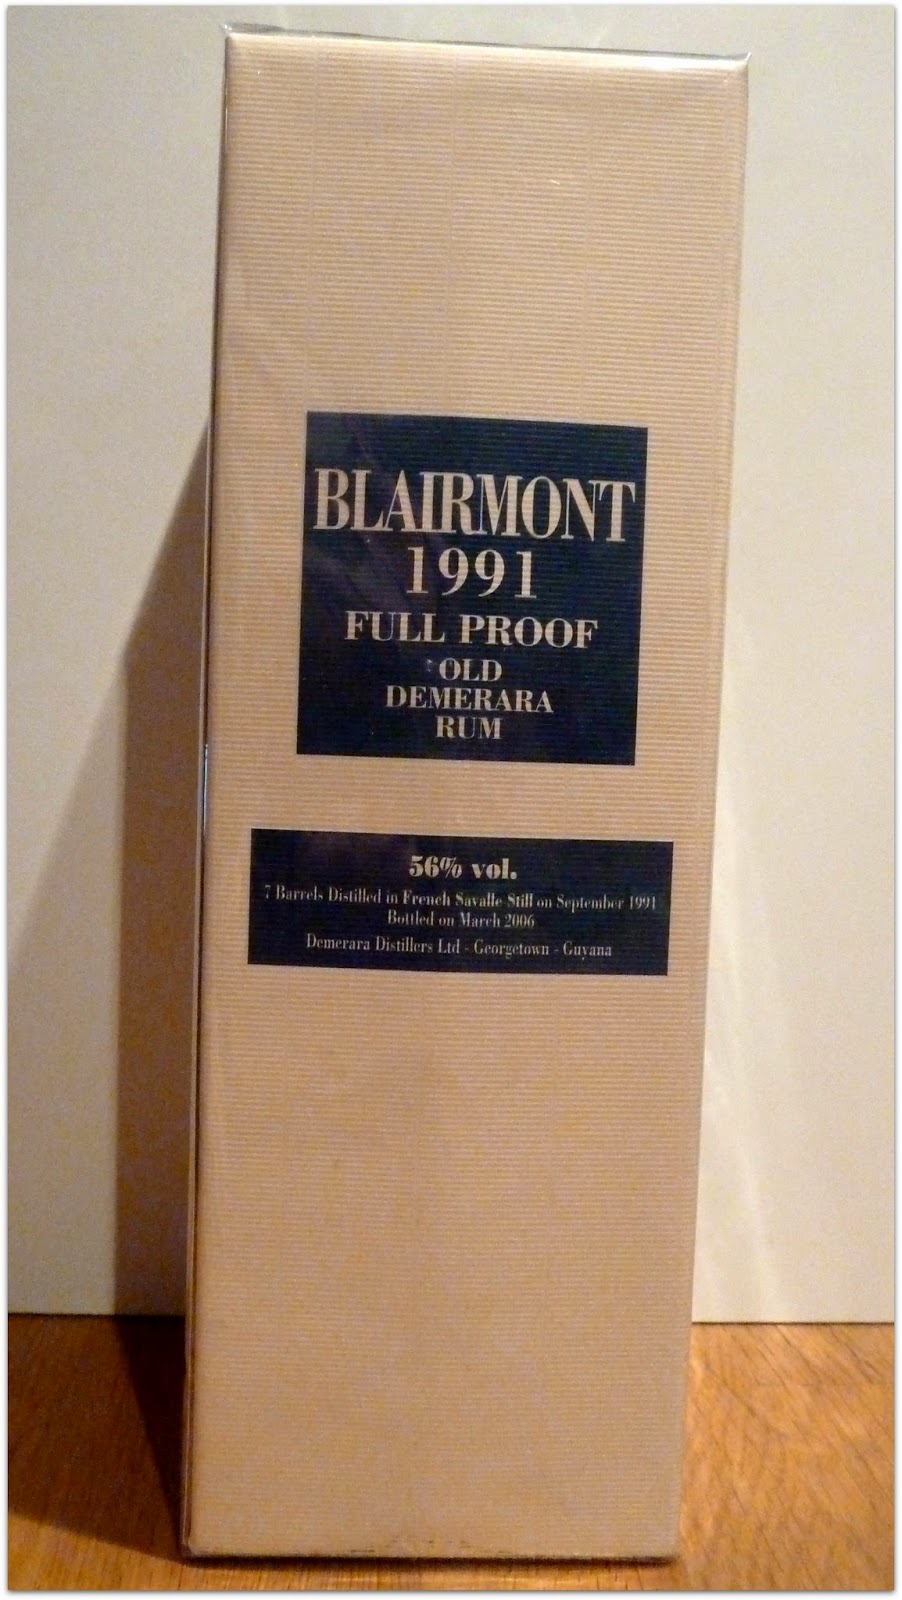 BLAIRMONT
1991
FULL PROOF
OLD
DEMERARA
RUM
56% vol.
7 Barrels Distilled in French Savalle Still on September 1991
Bottled on March 2006
Demerara Distillers Ltd - Georgetown - Guyana